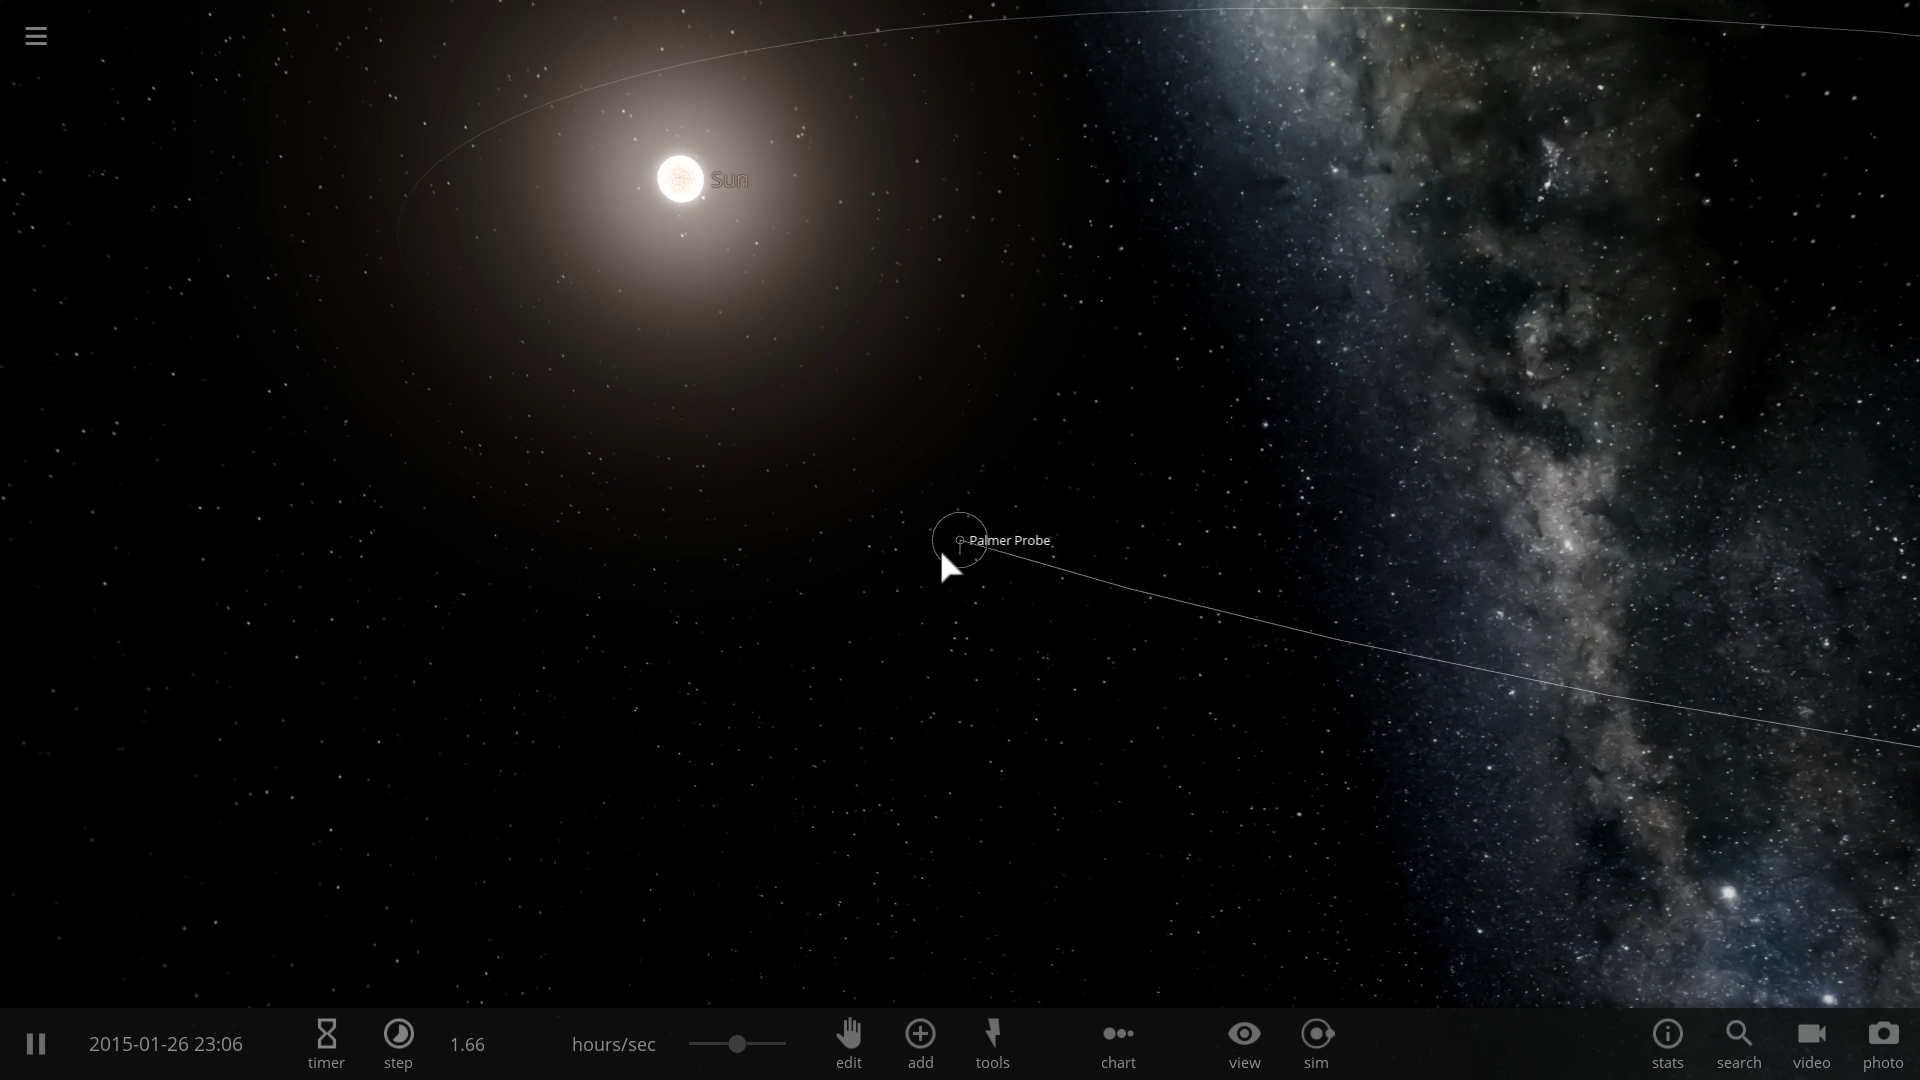 Sun
Palmer Probe
2015-01-26 23:06
timer
step
1.66
hours/sec
edit
add
tools
chart
view
sim
stats
search
video
photo